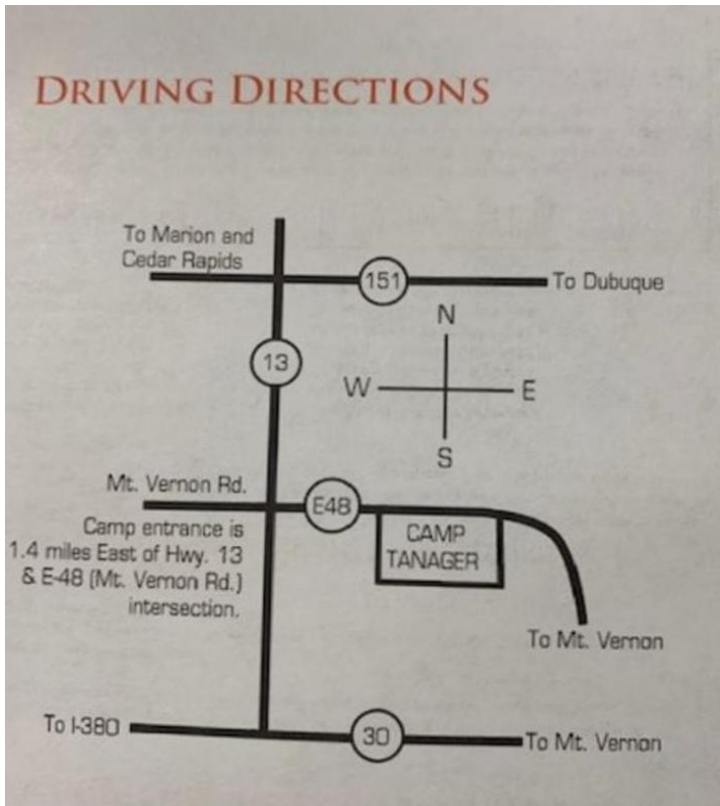 DRIVING DIRECTIONS
To Marion and
Cedar Rapids
151
To Dubuque
N
13
W
E
S
Mt. Vernon Rd.
E48
Camp entrance is
1.4 miles East of Hwy. 13
& E-48 (Mt. Vernon Rd.)
intersection.
CAMP
TANAGER
To Mt. Vernon
To I-380
30
To Mt. Vernon